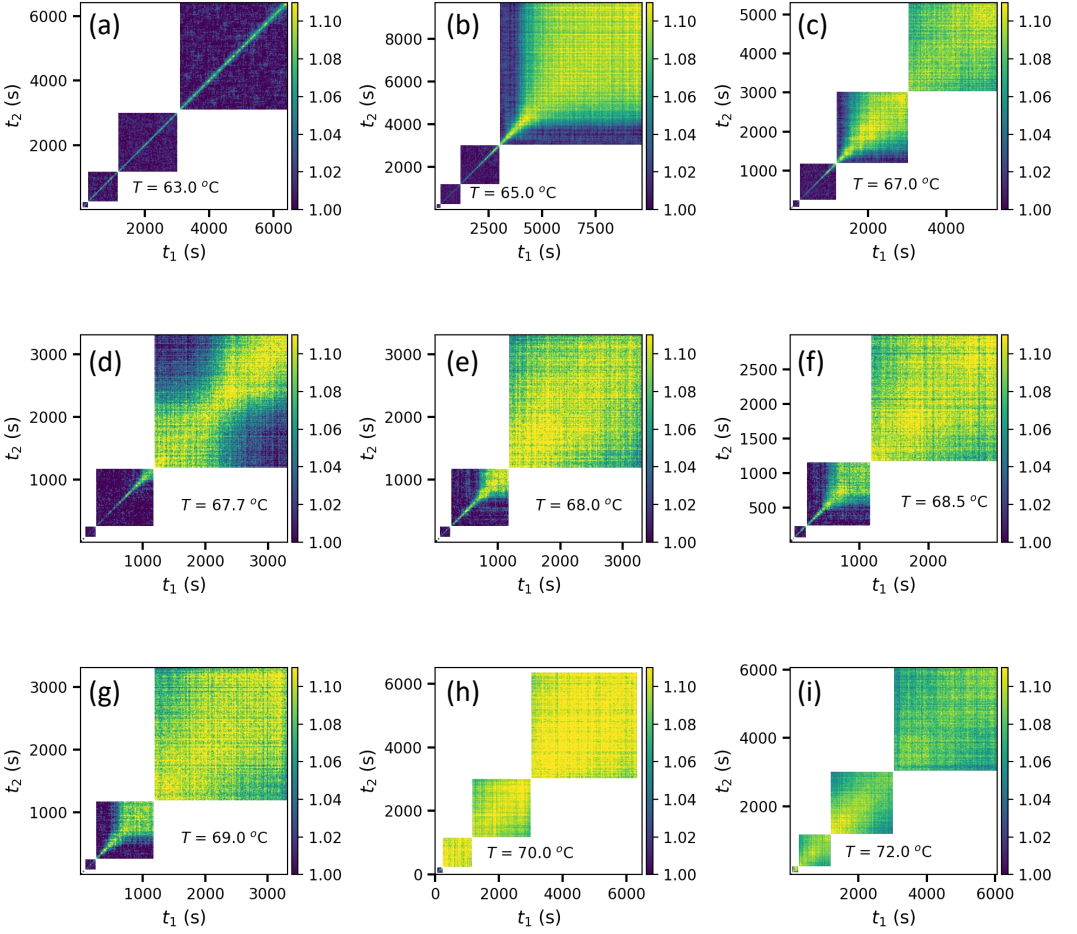 (a)
6000
4000
2000
t₂ (s)
2000 4000 6000
t₁ (s)
T = 63.0 °C
1.10
1.08
1.06
1.04
1.02
1.00
(b)
8000
6000
4000
2000
0
t₂ (s)
2500 5000 7500
t₁ (s)
T = 65.0 °C
1.10
1.08
1.06
1.04
1.02
1.00
(c)
5000
4000
3000
2000
1000
t₂ (s)
2000 4000
t₁ (s)
T = 67.0 °C
1.10
1.08
1.06
1.04
1.02
1.00
(d)
3000
2000
1000
t₂ (s)
1000 2000 3000
t₁ (s)
T = 67.7 °C
1.10
1.08
1.06
1.04
1.02
1.00
(e)
3000
2000
1000
t₂ (s)
1000 2000 3000
t₁ (s)
T = 68.0 °C
1.10
1.08
1.06
1.04
1.02
1.00
(f)
2500
2000
1500
1000
500
t₂ (s)
1000 2000
t₁ (s)
T = 68.5 °C
1.10
1.08
1.06
1.04
1.02
1.00
(g)
3000
2000
1000
t₂ (s)
1000 2000 3000
t₁ (s)
T = 69.0 °C
1.10
1.08
1.06
1.04
1.02
1.00
(h)
6000
4000
2000
0
t₂ (s)
0 2000 4000 6000
t₁ (s)
T = 70.0 °C
1.10
1.08
1.06
1.04
1.02
1.00
(i)
6000
4000
2000
t₂ (s)
2000 4000 6000
t₁ (s)
T = 72.0 °C
1.10
1.08
1.06
1.04
1.02
1.00